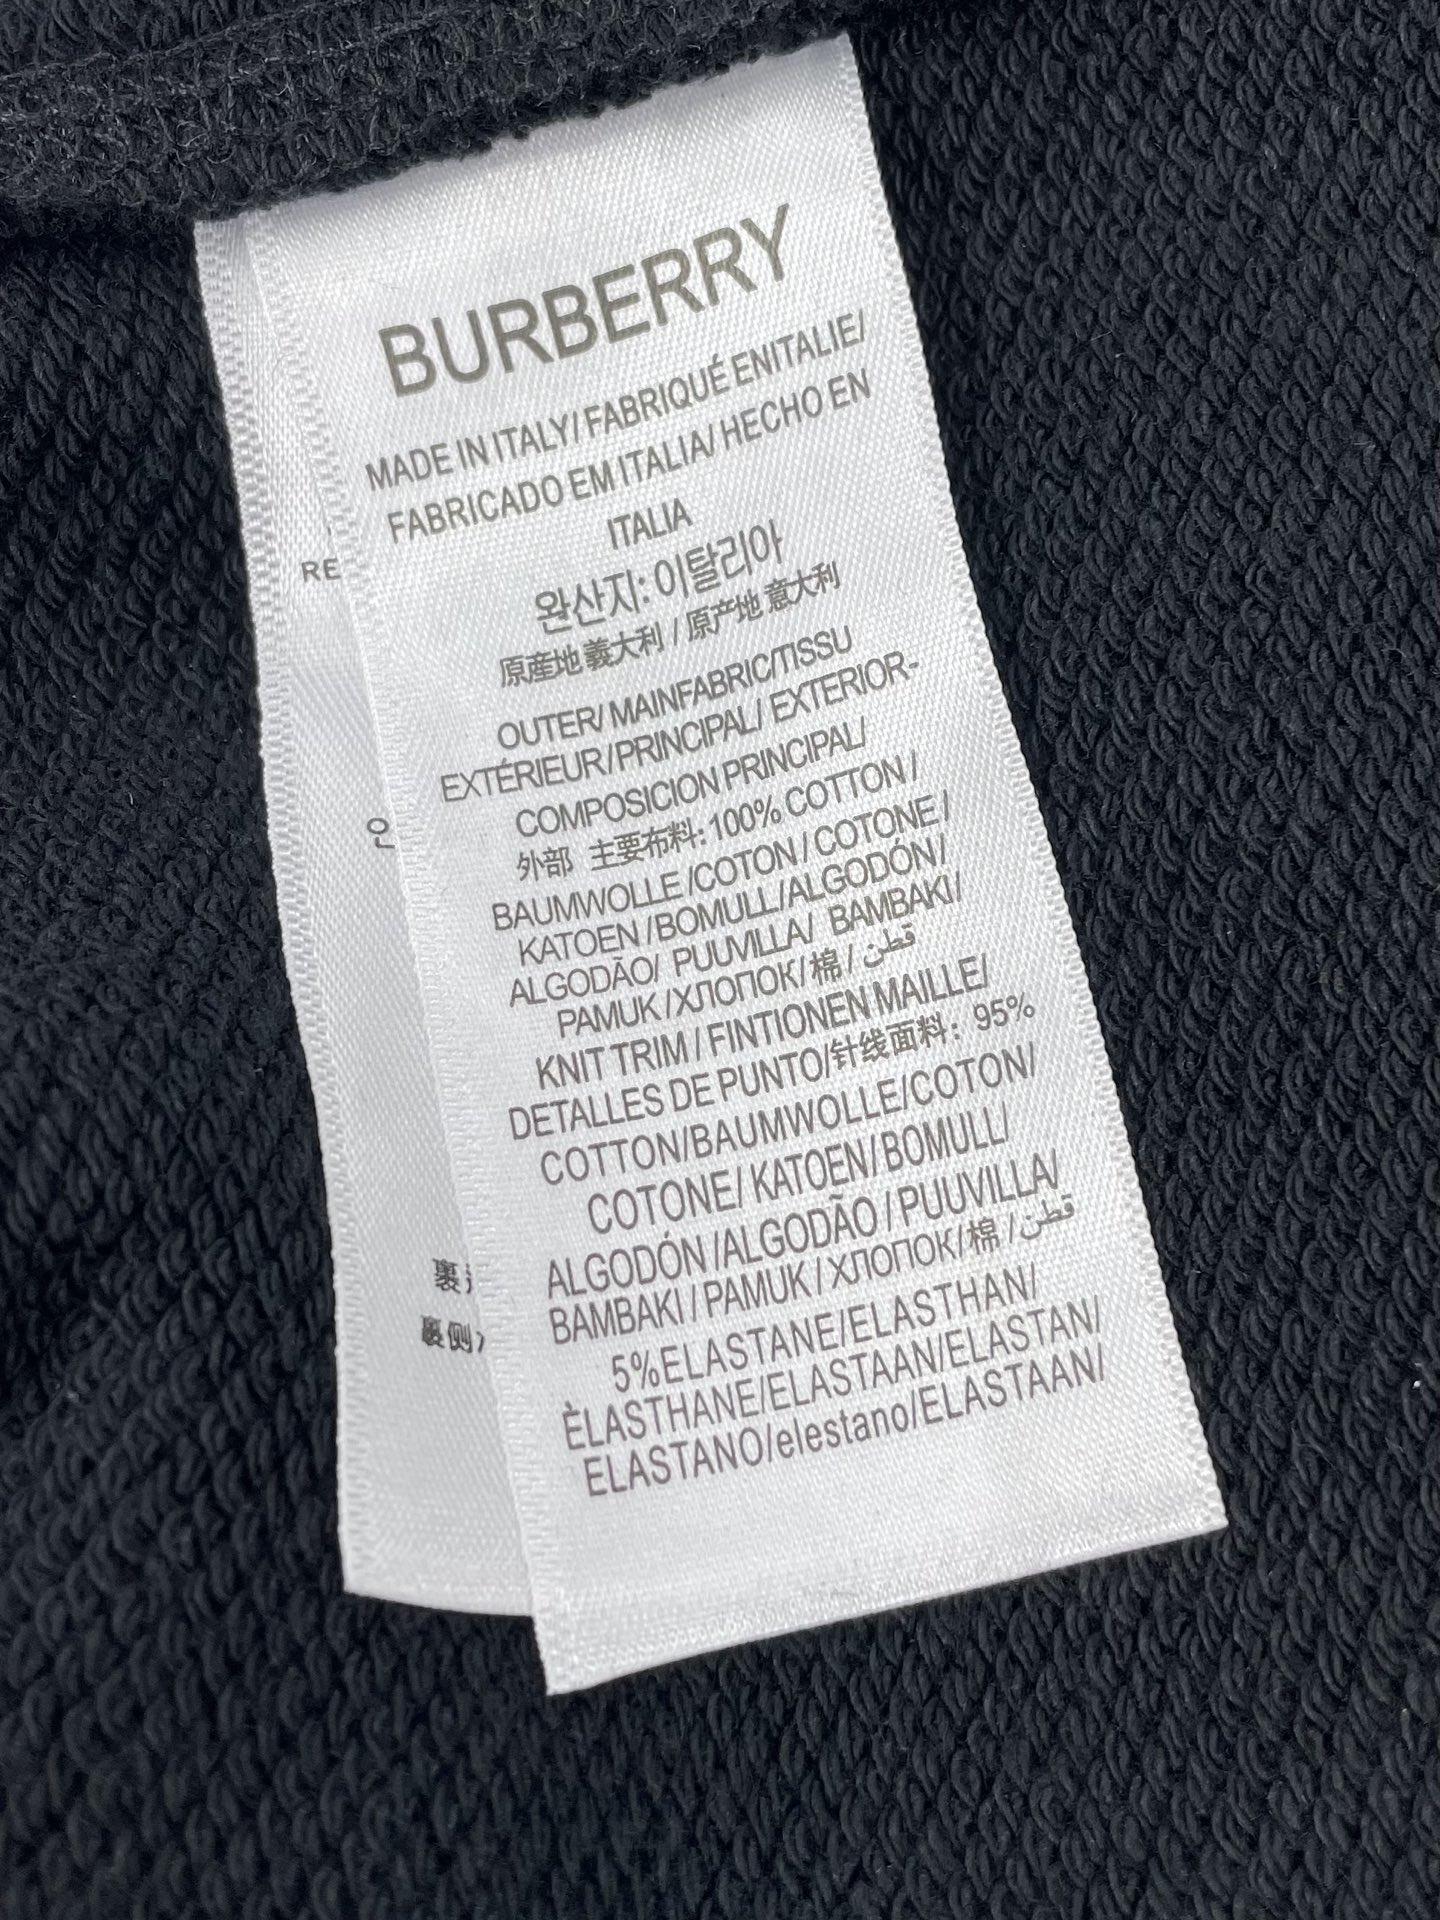 BURBERRY
MADE IN ITALY/ FABRIQUÉ ENITALIE/
FABRICADO EM ITALIA/ HECHO EN
ITALIA
완산지: 이탈리아
原産地 義大利 / 原产地 意大利
OUTER/ MAINFABRIC/TISSU
EXTÉRIEUR/PRINCIPAL/ EXTERIOR-
COMPOSICION PRINCIPAL/
外部 主要布料: 100% COTTON /
BAUMWOLLE /COTON / COTONE /
KATOEN /BOMULL/ALGODÓN/
ALGODÃO/ PUUVILLA/ BAMBAKI/
PAMUK /ХЛОПОК/ 棉 / قطن
KNIT TRIM / FINTIONEN MAILLE/
DETALLES DE PUNTO/针线面料: 95%
COTTON/BAUMWOLLE/COTON/
COTONE/ KATOEN/ BOMULL/
ALGODÓN /ALGODÃO / PUUVILLA/
BAMBAKI / PAMUK / ХЛОПОК/ 棉 / قطن
5%ELASTANE/ELASTHAN/
ÈLASTHANE/ELASTAAN/ELASTAN/
ELASTANO/elestano/ELASTAAN/
RE
裏
裏侧